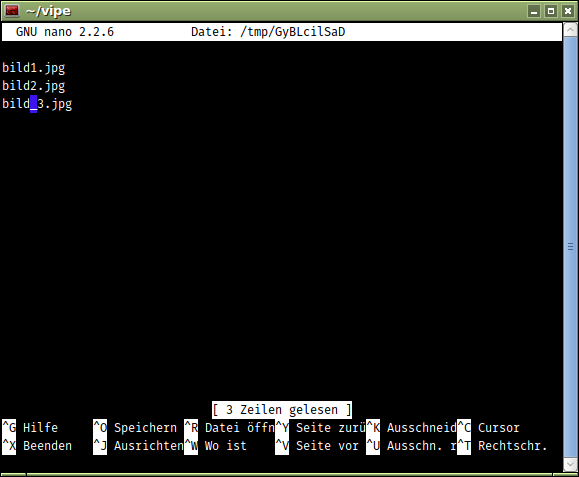 ~/vipe
GNU nano 2.2.6 Datei: /tmp/GyBLcilSaD
bild1.jpg
bild2.jpg
bild_3.jpg
[ 3 Zeilen gelesen ]
^G Hilfe ^O Speichern ^R Datei öffn^Y Seite zurü^K Ausschneid^C Cursor
^X Beenden ^J Ausrichten^W Wo ist ^V Seite vor ^U Ausschn. r^T Rechtschr.